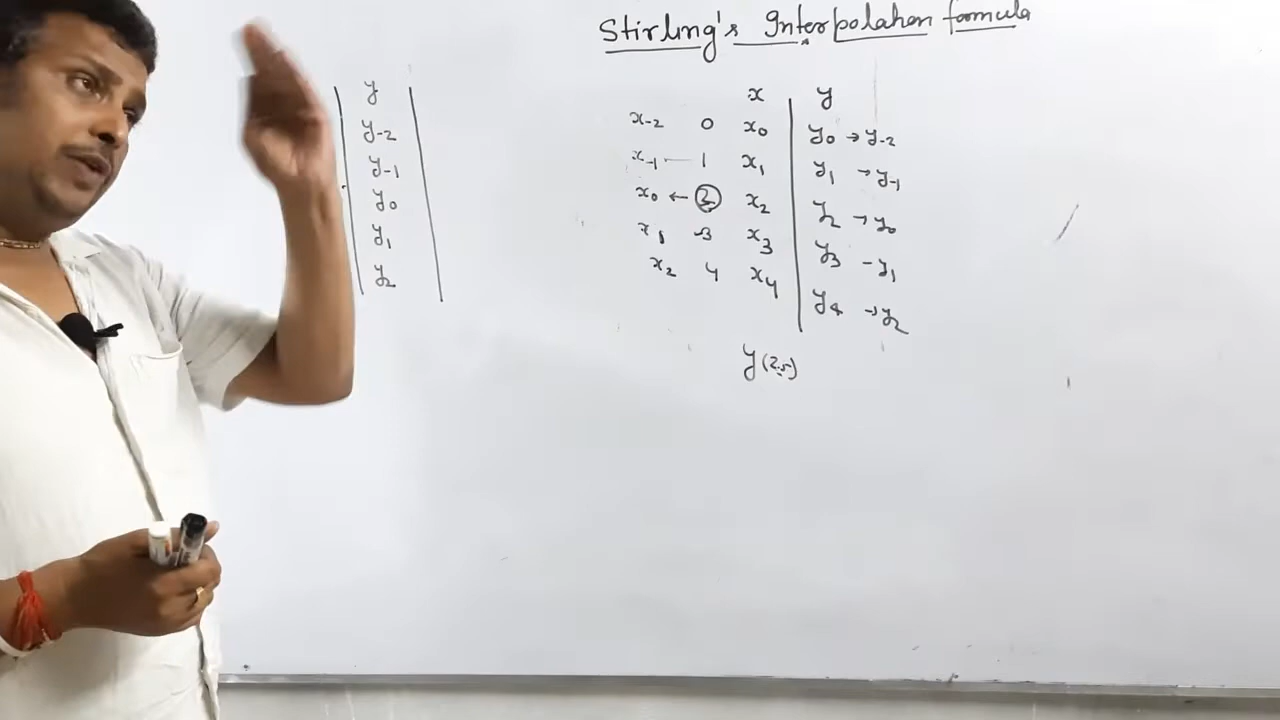 Stirling's Interpolation formula
y
y-2
y-1
y0
y1
y2
x y
x-2 0 x0 y0 → y-2
x-1 — 1 x1 y1 → y-1
x0 ← 2 x2 y2 → y0
x1 3 x3 y3 - y1
x2 4 x4 y4 → y2
y(2.5)